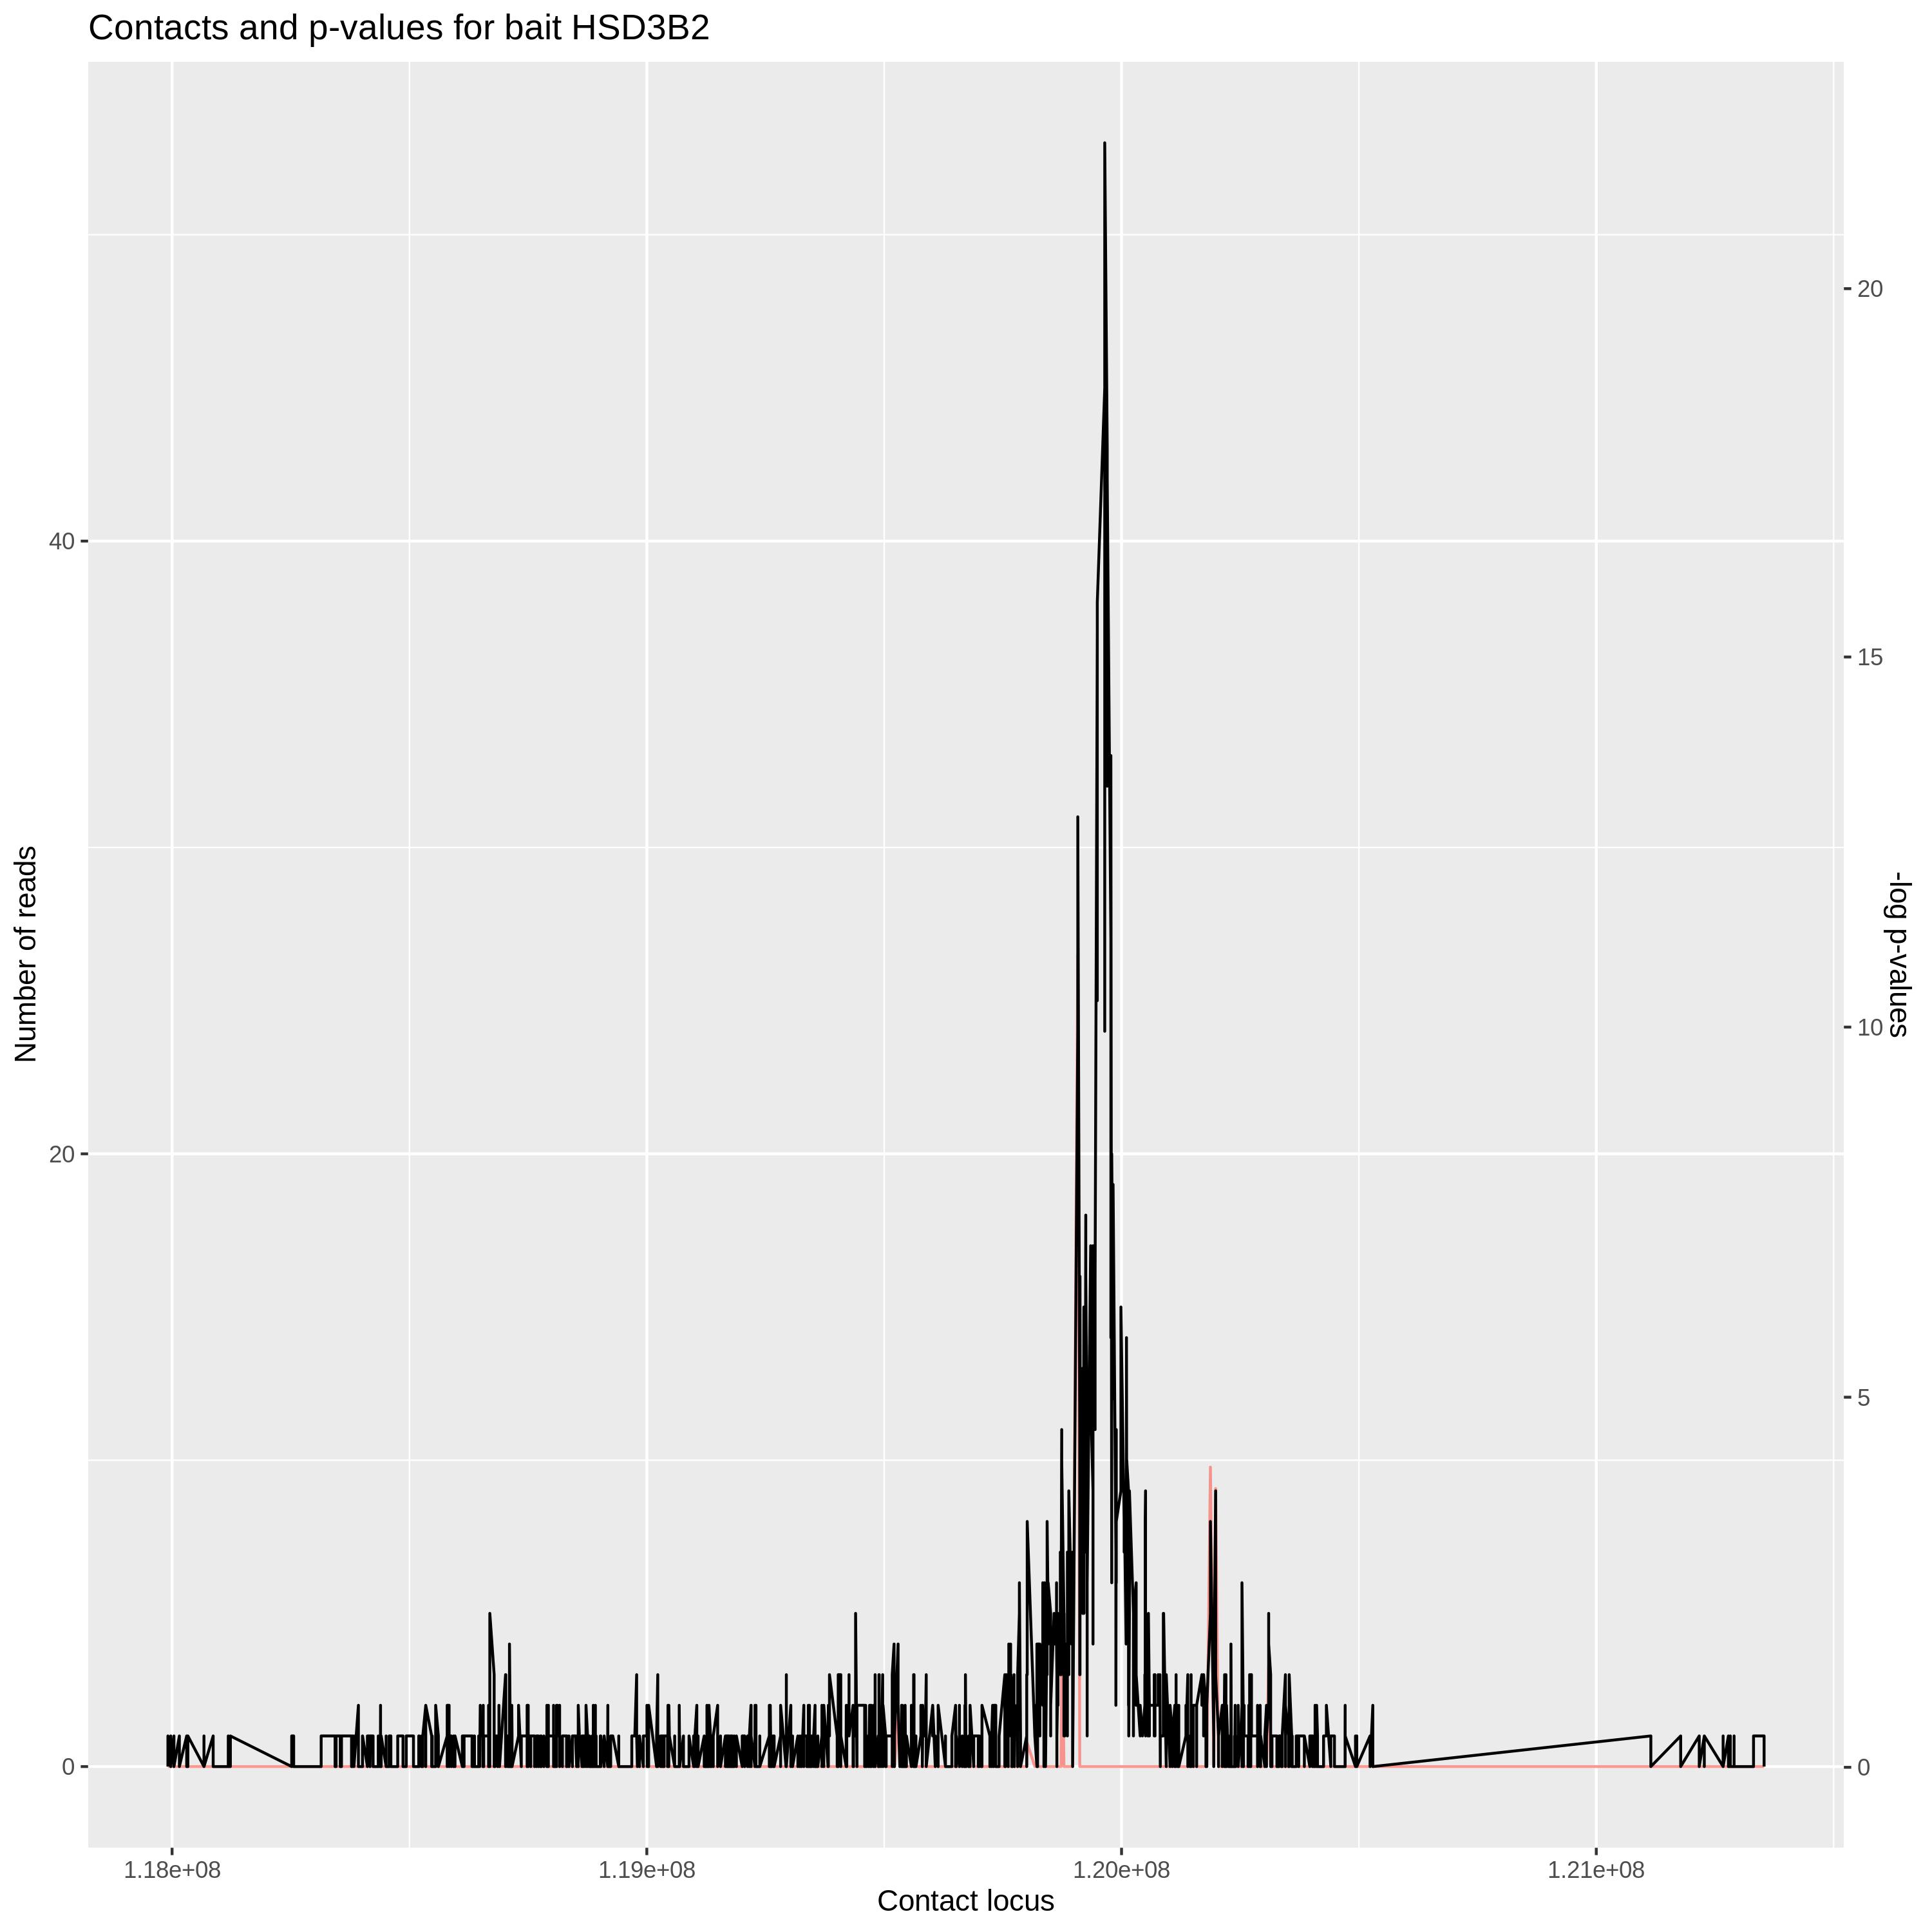 Contacts and p-values for bait HSD3B2
Number of reads
40
20
0
20
15
10
5
0
-log p-values
1.18e+08
1.19e+08
1.20e+08
1.21e+08
Contact locus